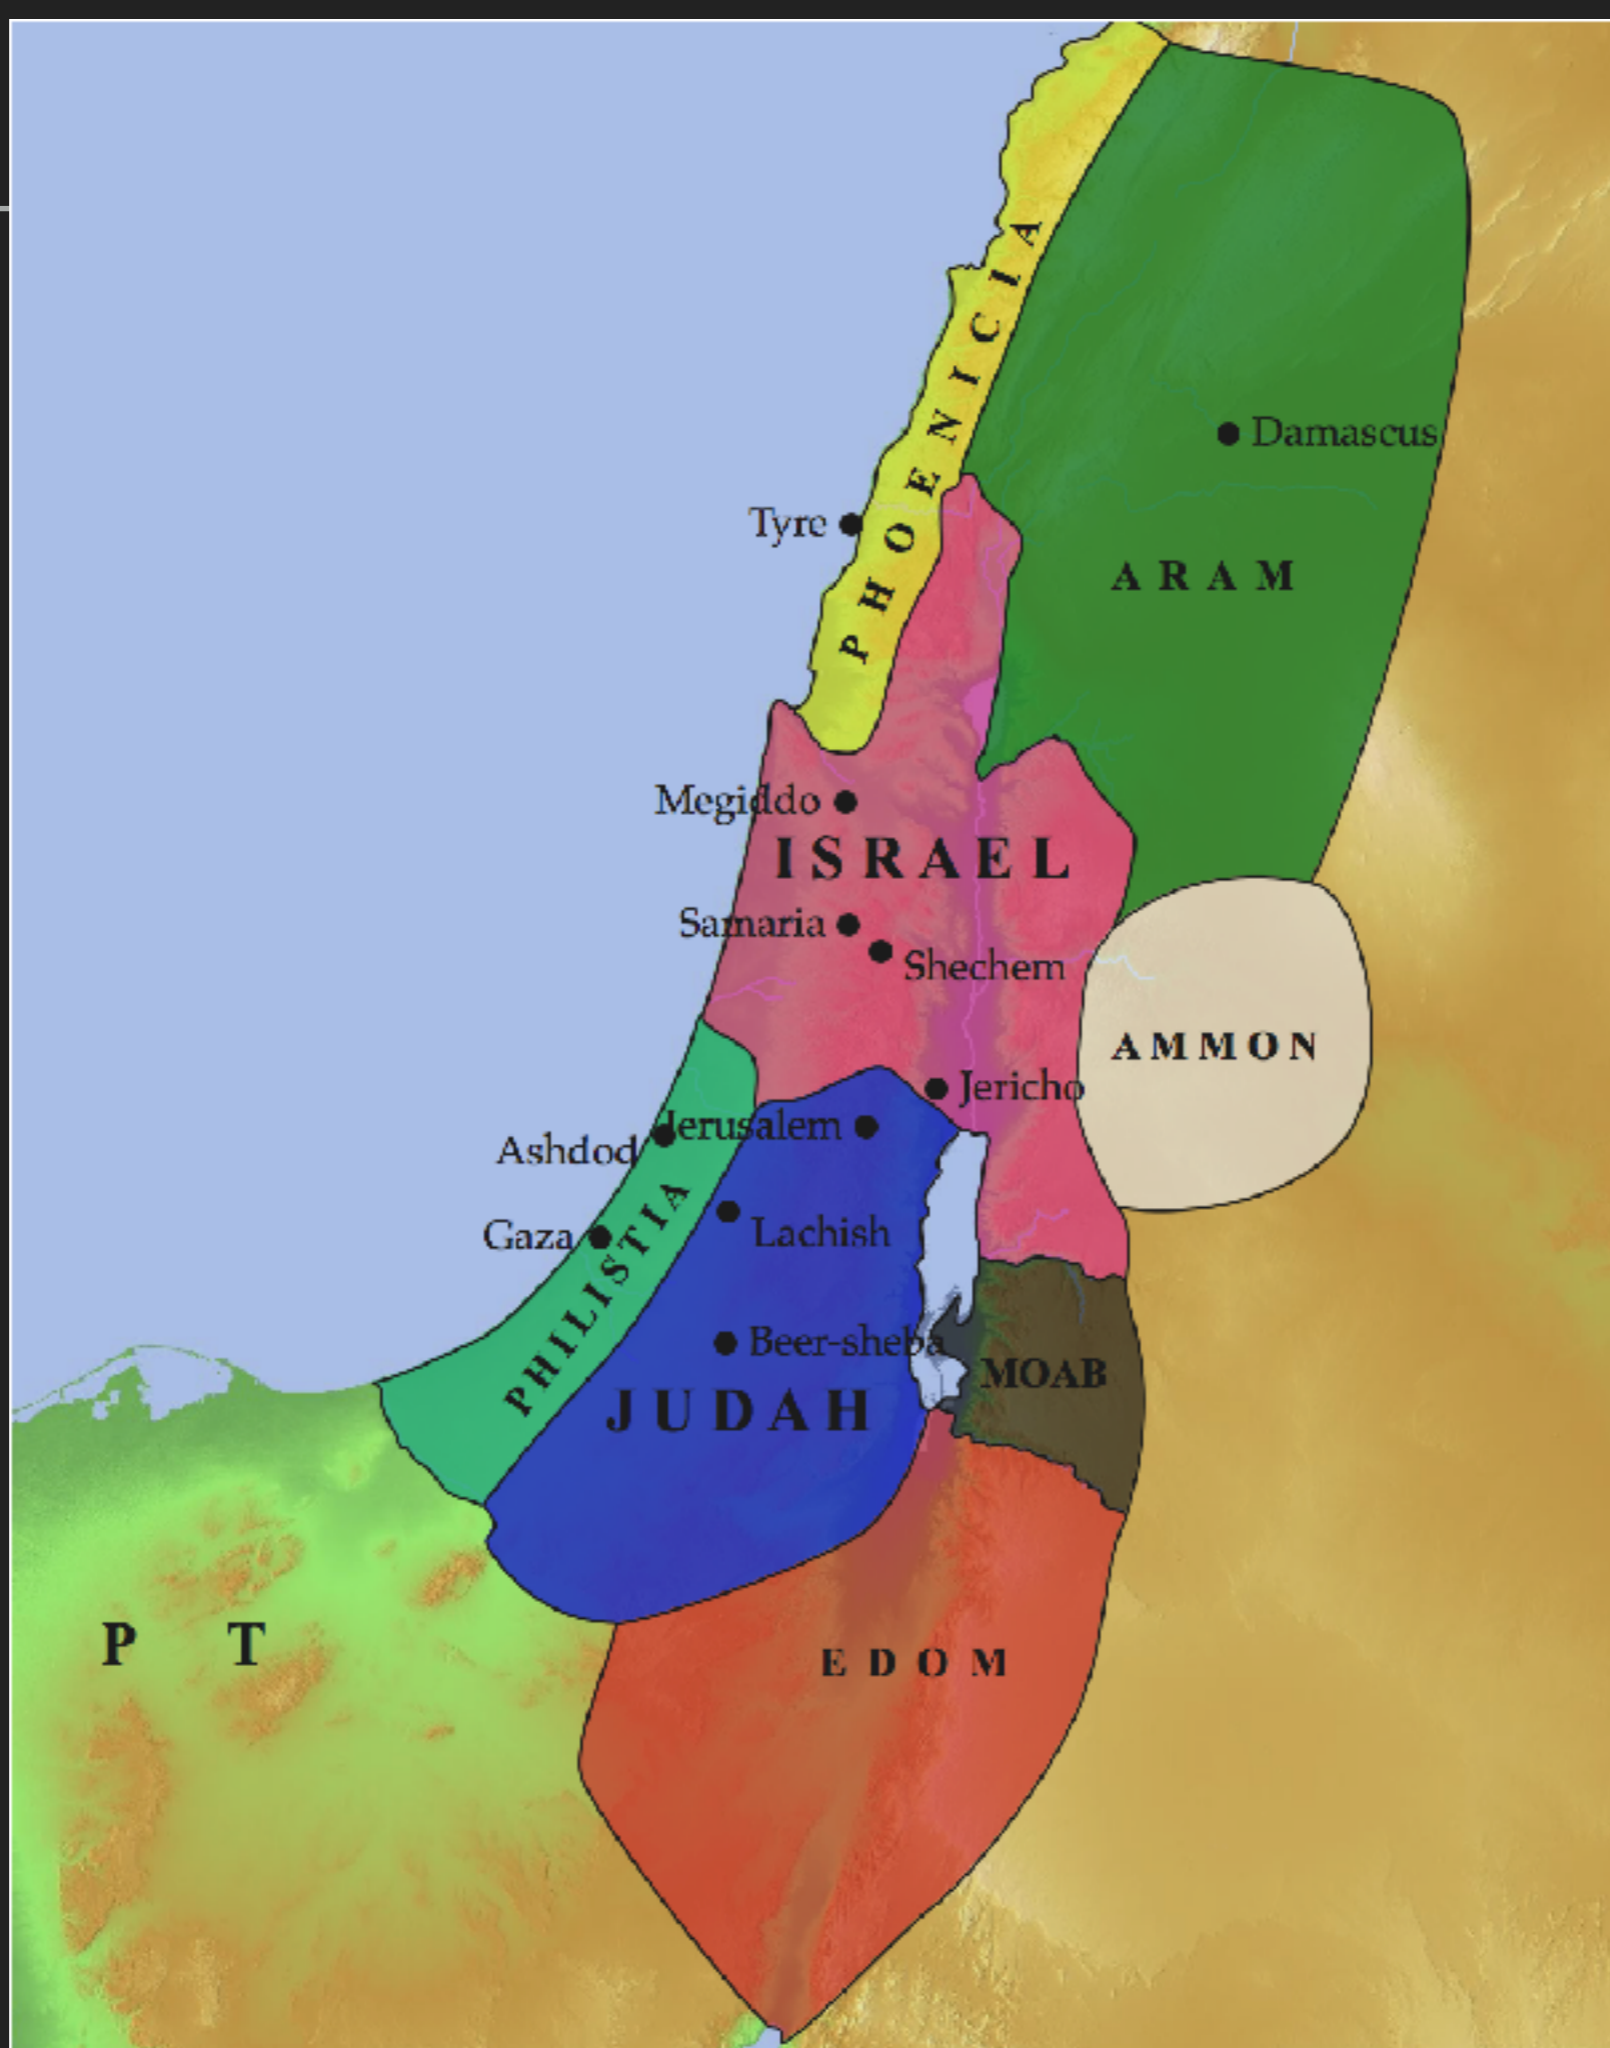 PHOENICIA
Damascus
Tyre
ARAM
Megiddo
ISRAEL
Samaria
Shechem
AMMON
Jericho
Jerusalem
Ashdod
PHILISTIA
Lachish
Gaza
Beer-sheba
MOAB
JUDAH
P T
EDOM